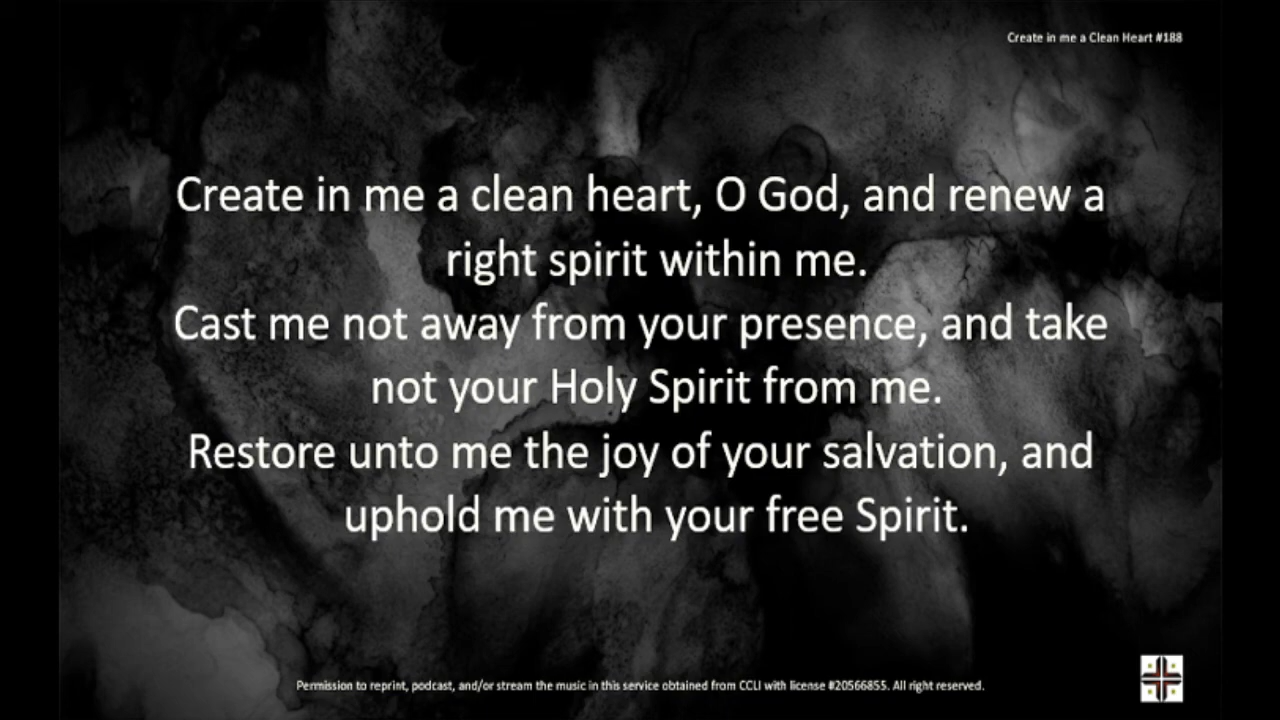 Create in me a Clean Heart #188
Create in me a clean heart, O God, and renew a
right spirit within me.
Cast me not away from your presence, and take
not your Holy Spirit from me.
Restore unto me the joy of your salvation, and
uphold me with your free Spirit.
Permission to reprint, podcast, and/or stream the music in this service obtained from CCLI with license #20566855. All right reserved.